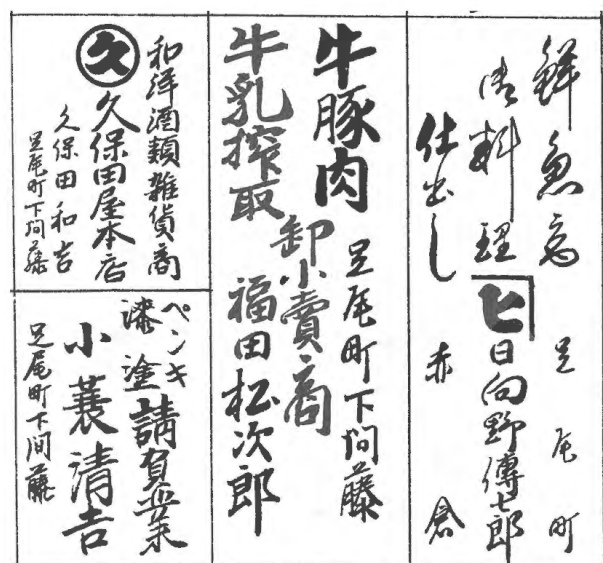 鮮魚商
御料理
仕出し
足尾町
ヒ
日向野傳七郎
赤倉
牛豚肉
牛乳搾取
卸小賣商
足尾町下間藤
福田松次郎
和洋酒類雑貨商
久
久保田屋本店
久保田和吉
足尾町下間藤
ペンキ
漆塗請負業
小蓑清吉
足尾町下間藤